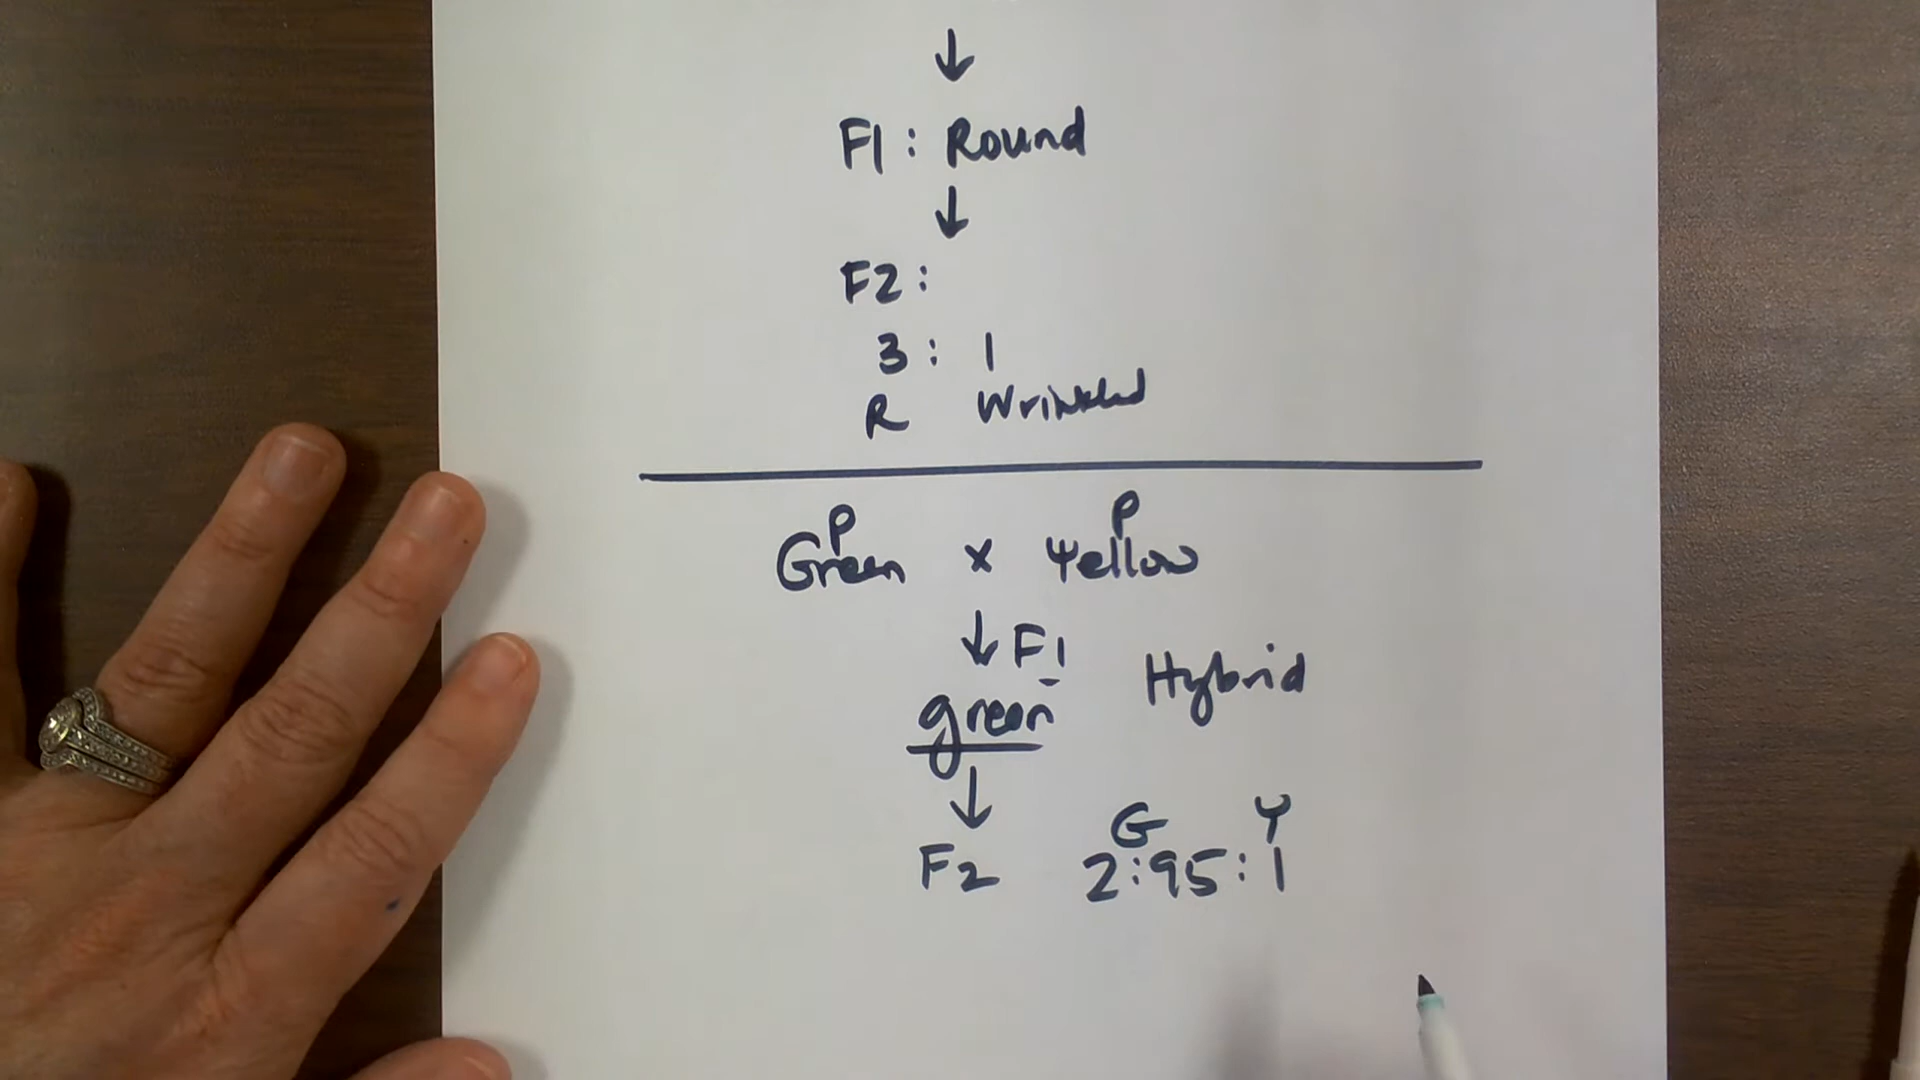 ↓
F1: Round
↓
F2:
3 : 1
R Wrinkled
P P
Green x Yellow
↓ F1
green Hybrid
↓
G Y
F2 2:95:1